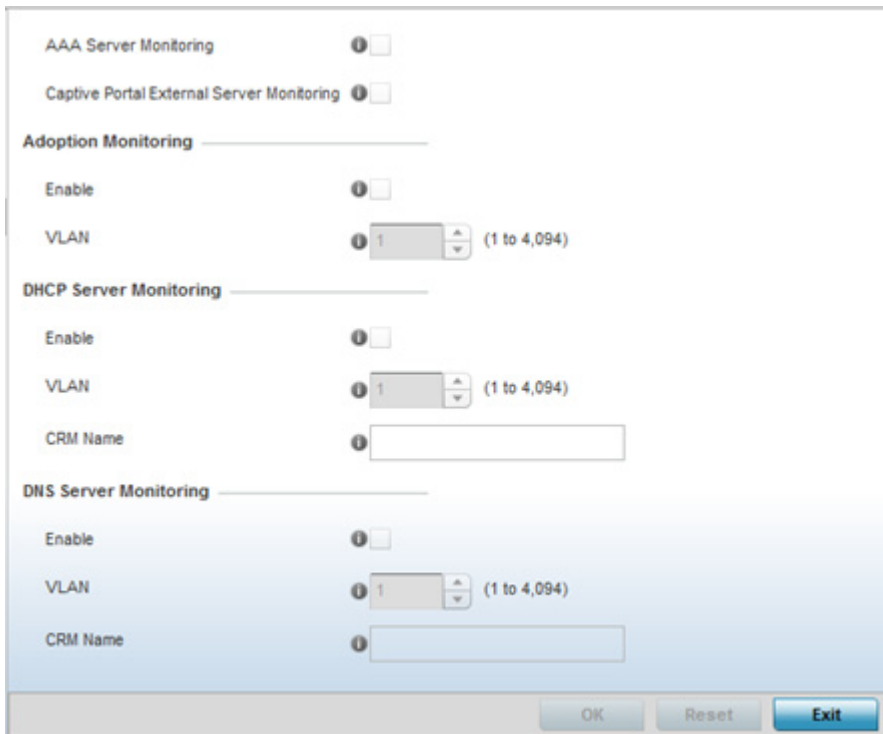 AAA Server Monitoring
Captive Portal External Server Monitoring
Adoption Monitoring
Enable
VLAN 1 (1 to 4,094)
DHCP Server Monitoring
Enable
VLAN 1 (1 to 4,094)
CRM Name
DNS Server Monitoring
Enable
VLAN 1 (1 to 4,094)
CRM Name
OK Reset Exit